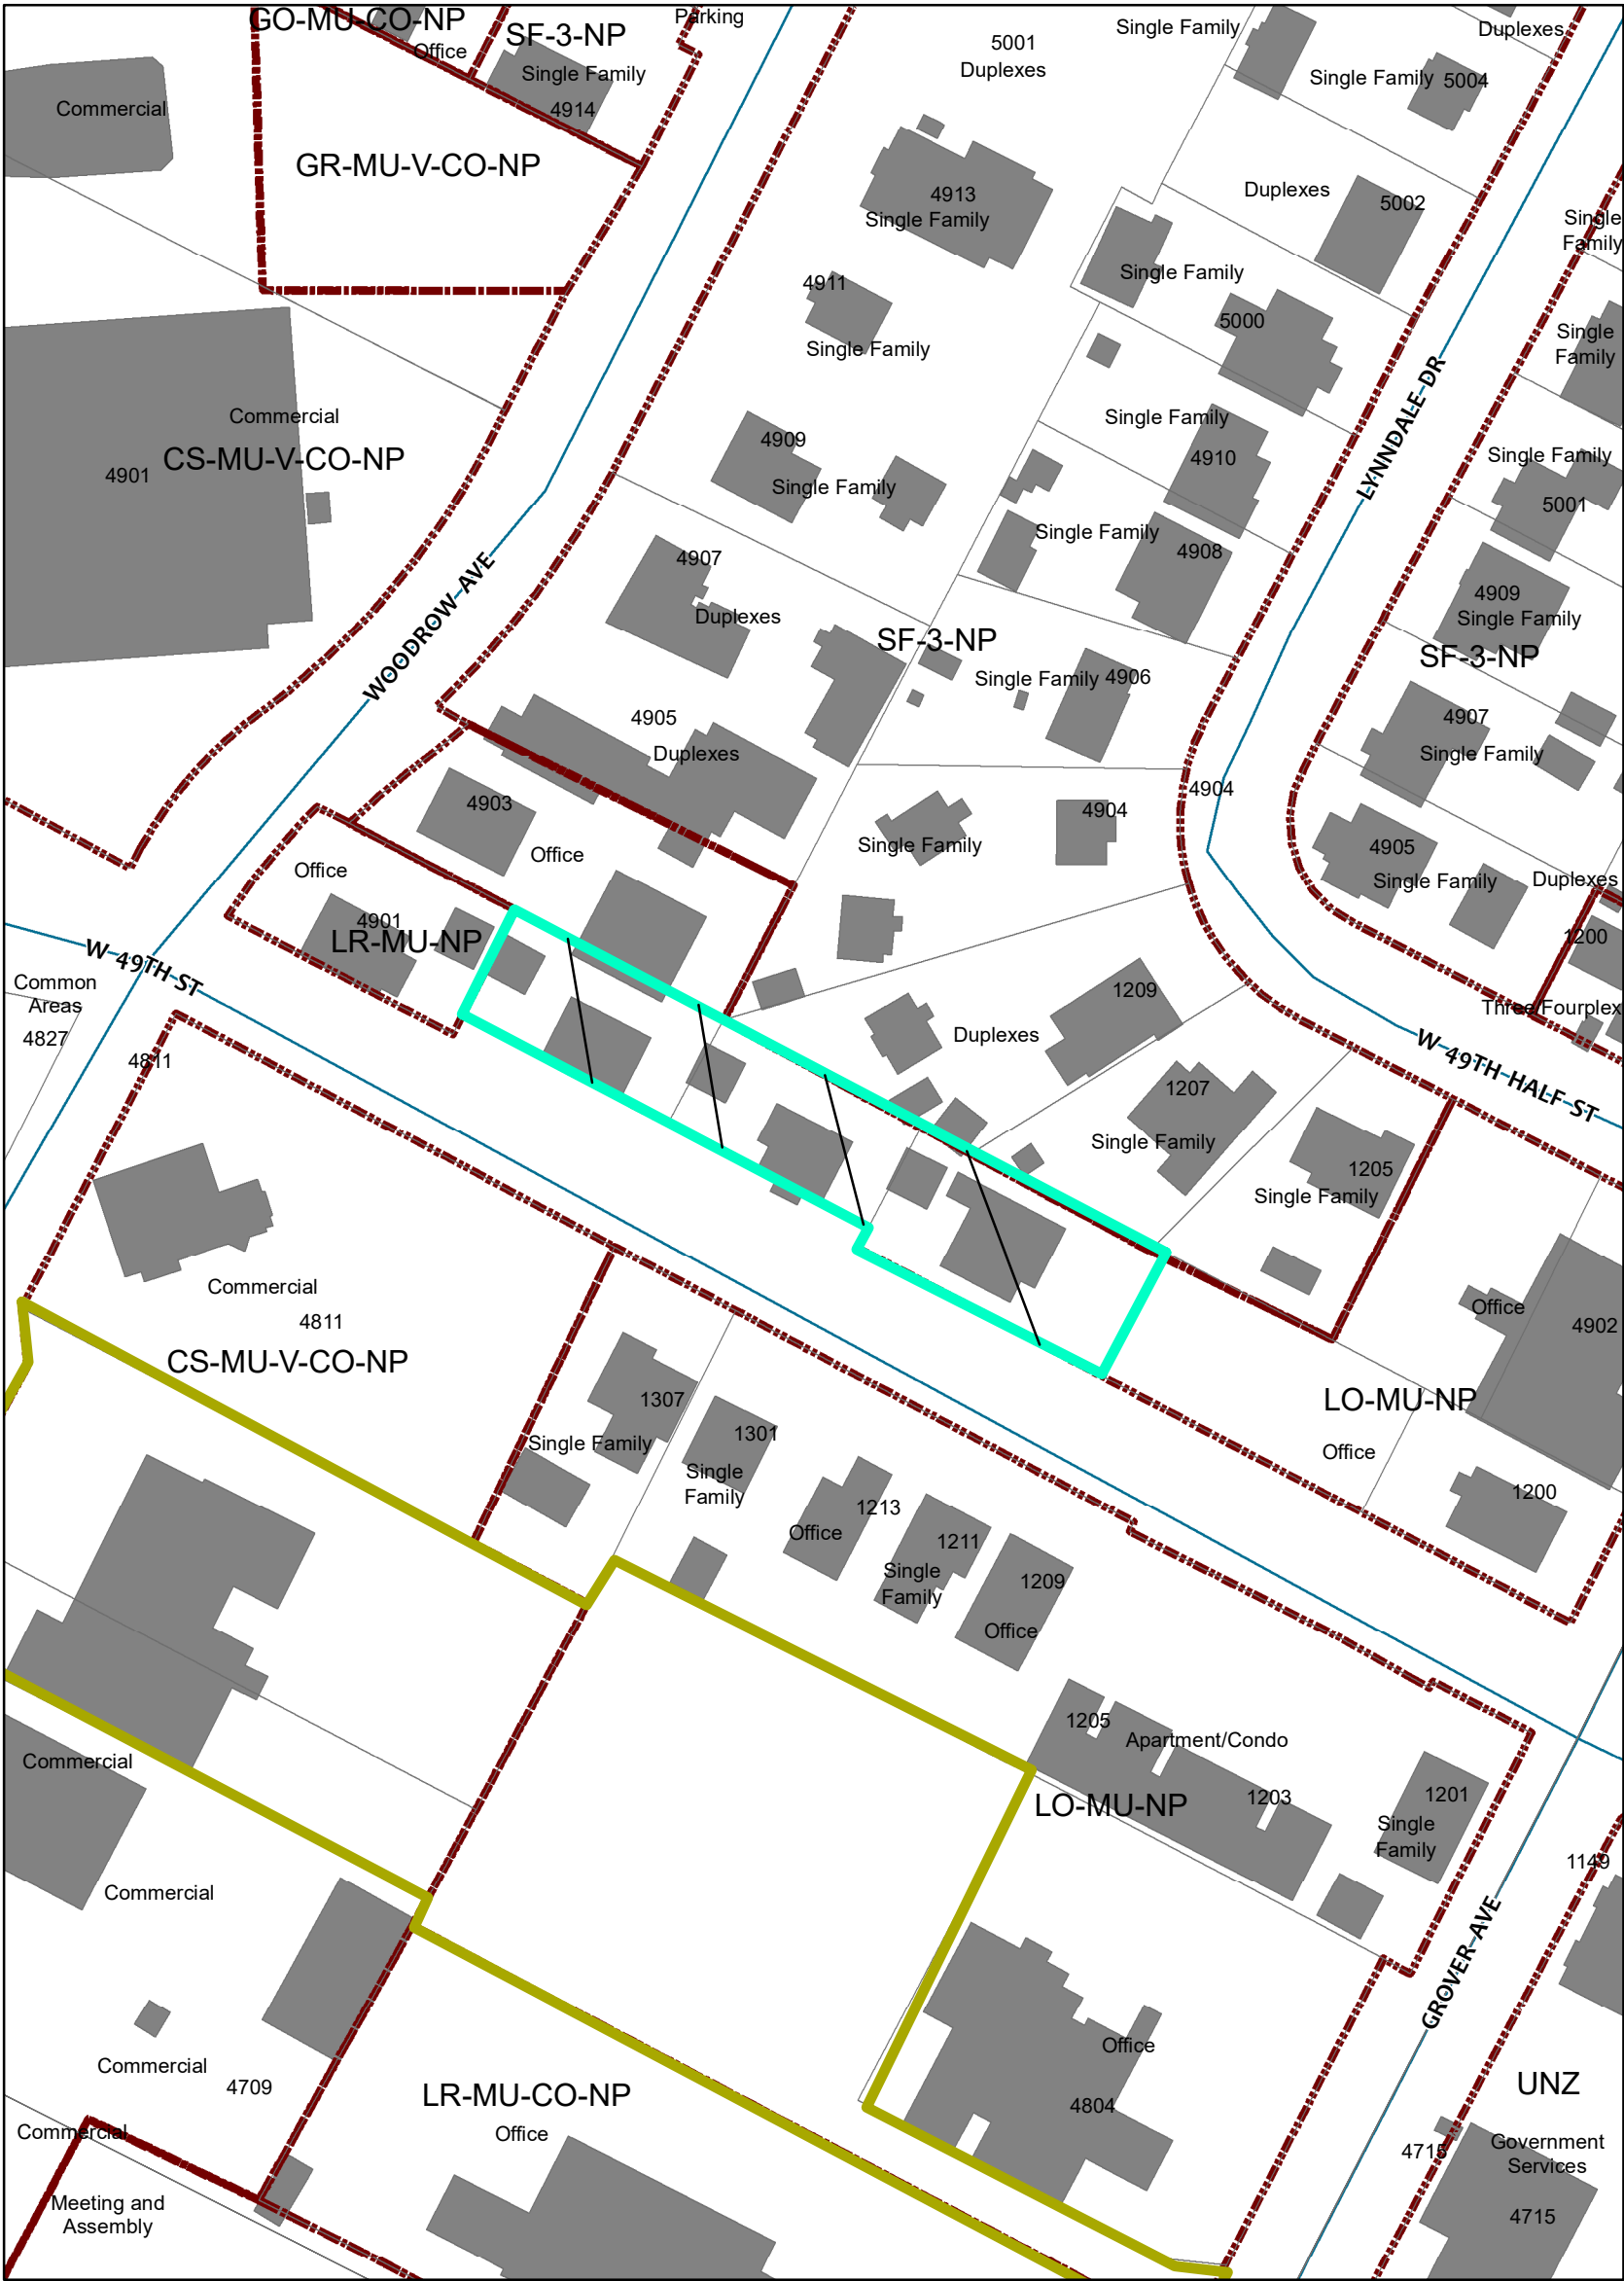 GO-MU-CO-NP
Office
SF-3-NP
Single Family
4914
Parking
5001
Duplexes
Single Family
Duplexes
Single Family
5004
Commercial
GR-MU-V-CO-NP
4913
Single Family
Duplexes
5002
Single
Family
Single Family
4911
Single Family
5000
Single
Family
LYNNDALE DR
Commercial
CS-MU-V-CO-NP
4901
4909
Single Family
Single Family
4910
Single Family
5001
Single Family
4908
WOODROW AVE
4907
Duplexes
4909
Single Family
SF-3-NP
SF-3-NP
Single Family
4906
4905
Duplexes
4907
Single Family
4904
4904
Single Family
4903
Office
4905
Single Family
Duplexes
Office
4901
LR-MU-NP
1200
W 49TH ST
Common
Areas
4827
4811
1209
Duplexes
Three/Fourplex
W 49TH HALF ST
1207
Single Family
1205
Single Family
Commercial
4811
CS-MU-V-CO-NP
Office
4902
LO-MU-NP
Office
1200
1307
Single Family
1301
Single
Family
1213
Office
1211
Single
Family
1209
Office
1205
Apartment/Condo
1203
LO-MU-NP
1201
Single
Family
Commercial
1149
Commercial
GROVER AVE
Commercial
4709
Office
4804
LR-MU-CO-NP
Office
UNZ
Commercial
4715
Government
Services
4715
Meeting and
Assembly